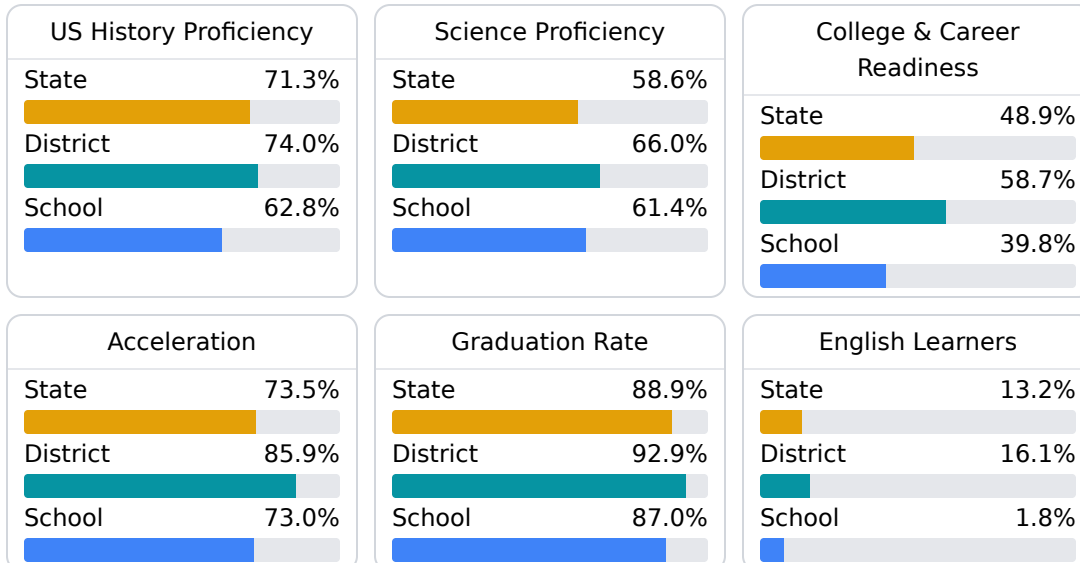 US History Proficiency
State 71.3%
District 74.0%
School 62.8%
Science Proficiency
State 58.6%
District 66.0%
School 61.4%
College & Career
Readiness
State 48.9%
District 58.7%
School 39.8%
Acceleration
State 73.5%
District 85.9%
School 73.0%
Graduation Rate
State 88.9%
District 92.9%
School 87.0%
English Learners
State 13.2%
District 16.1%
School 1.8%